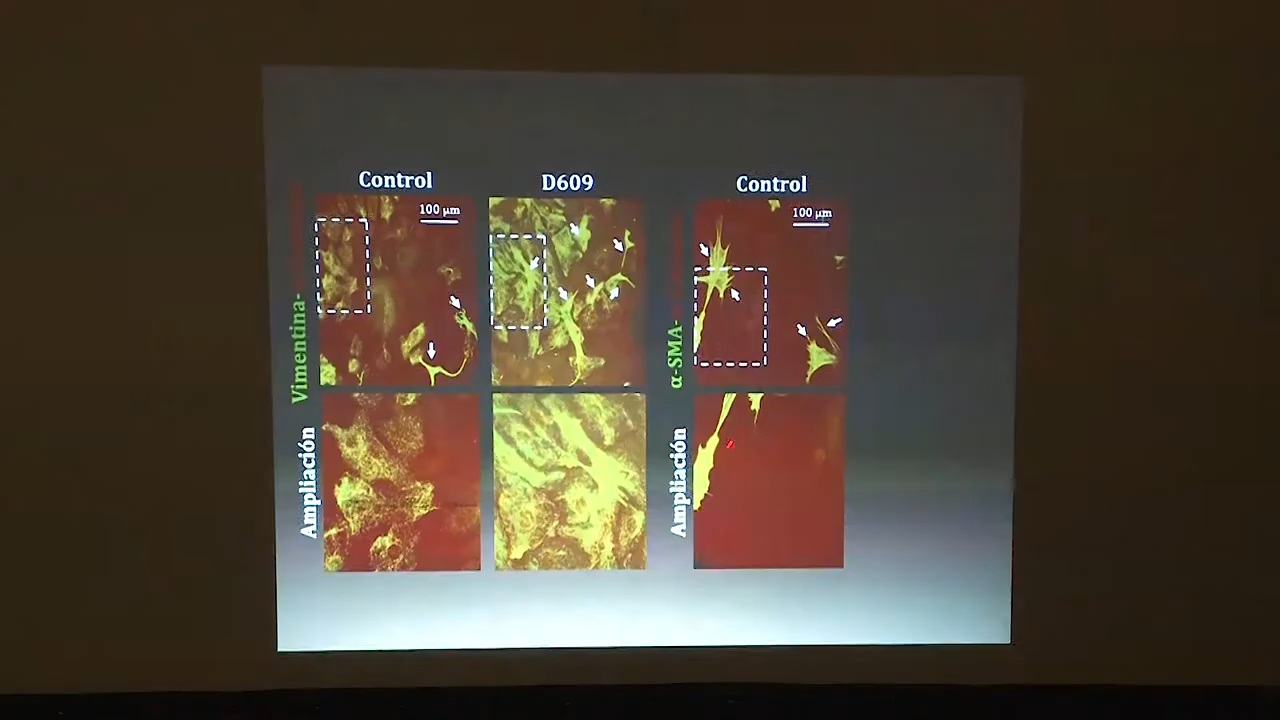 Control
D609
Control
100 µm
100 µm
Vimentina-
α-SMA-
Ampliación
Ampliación